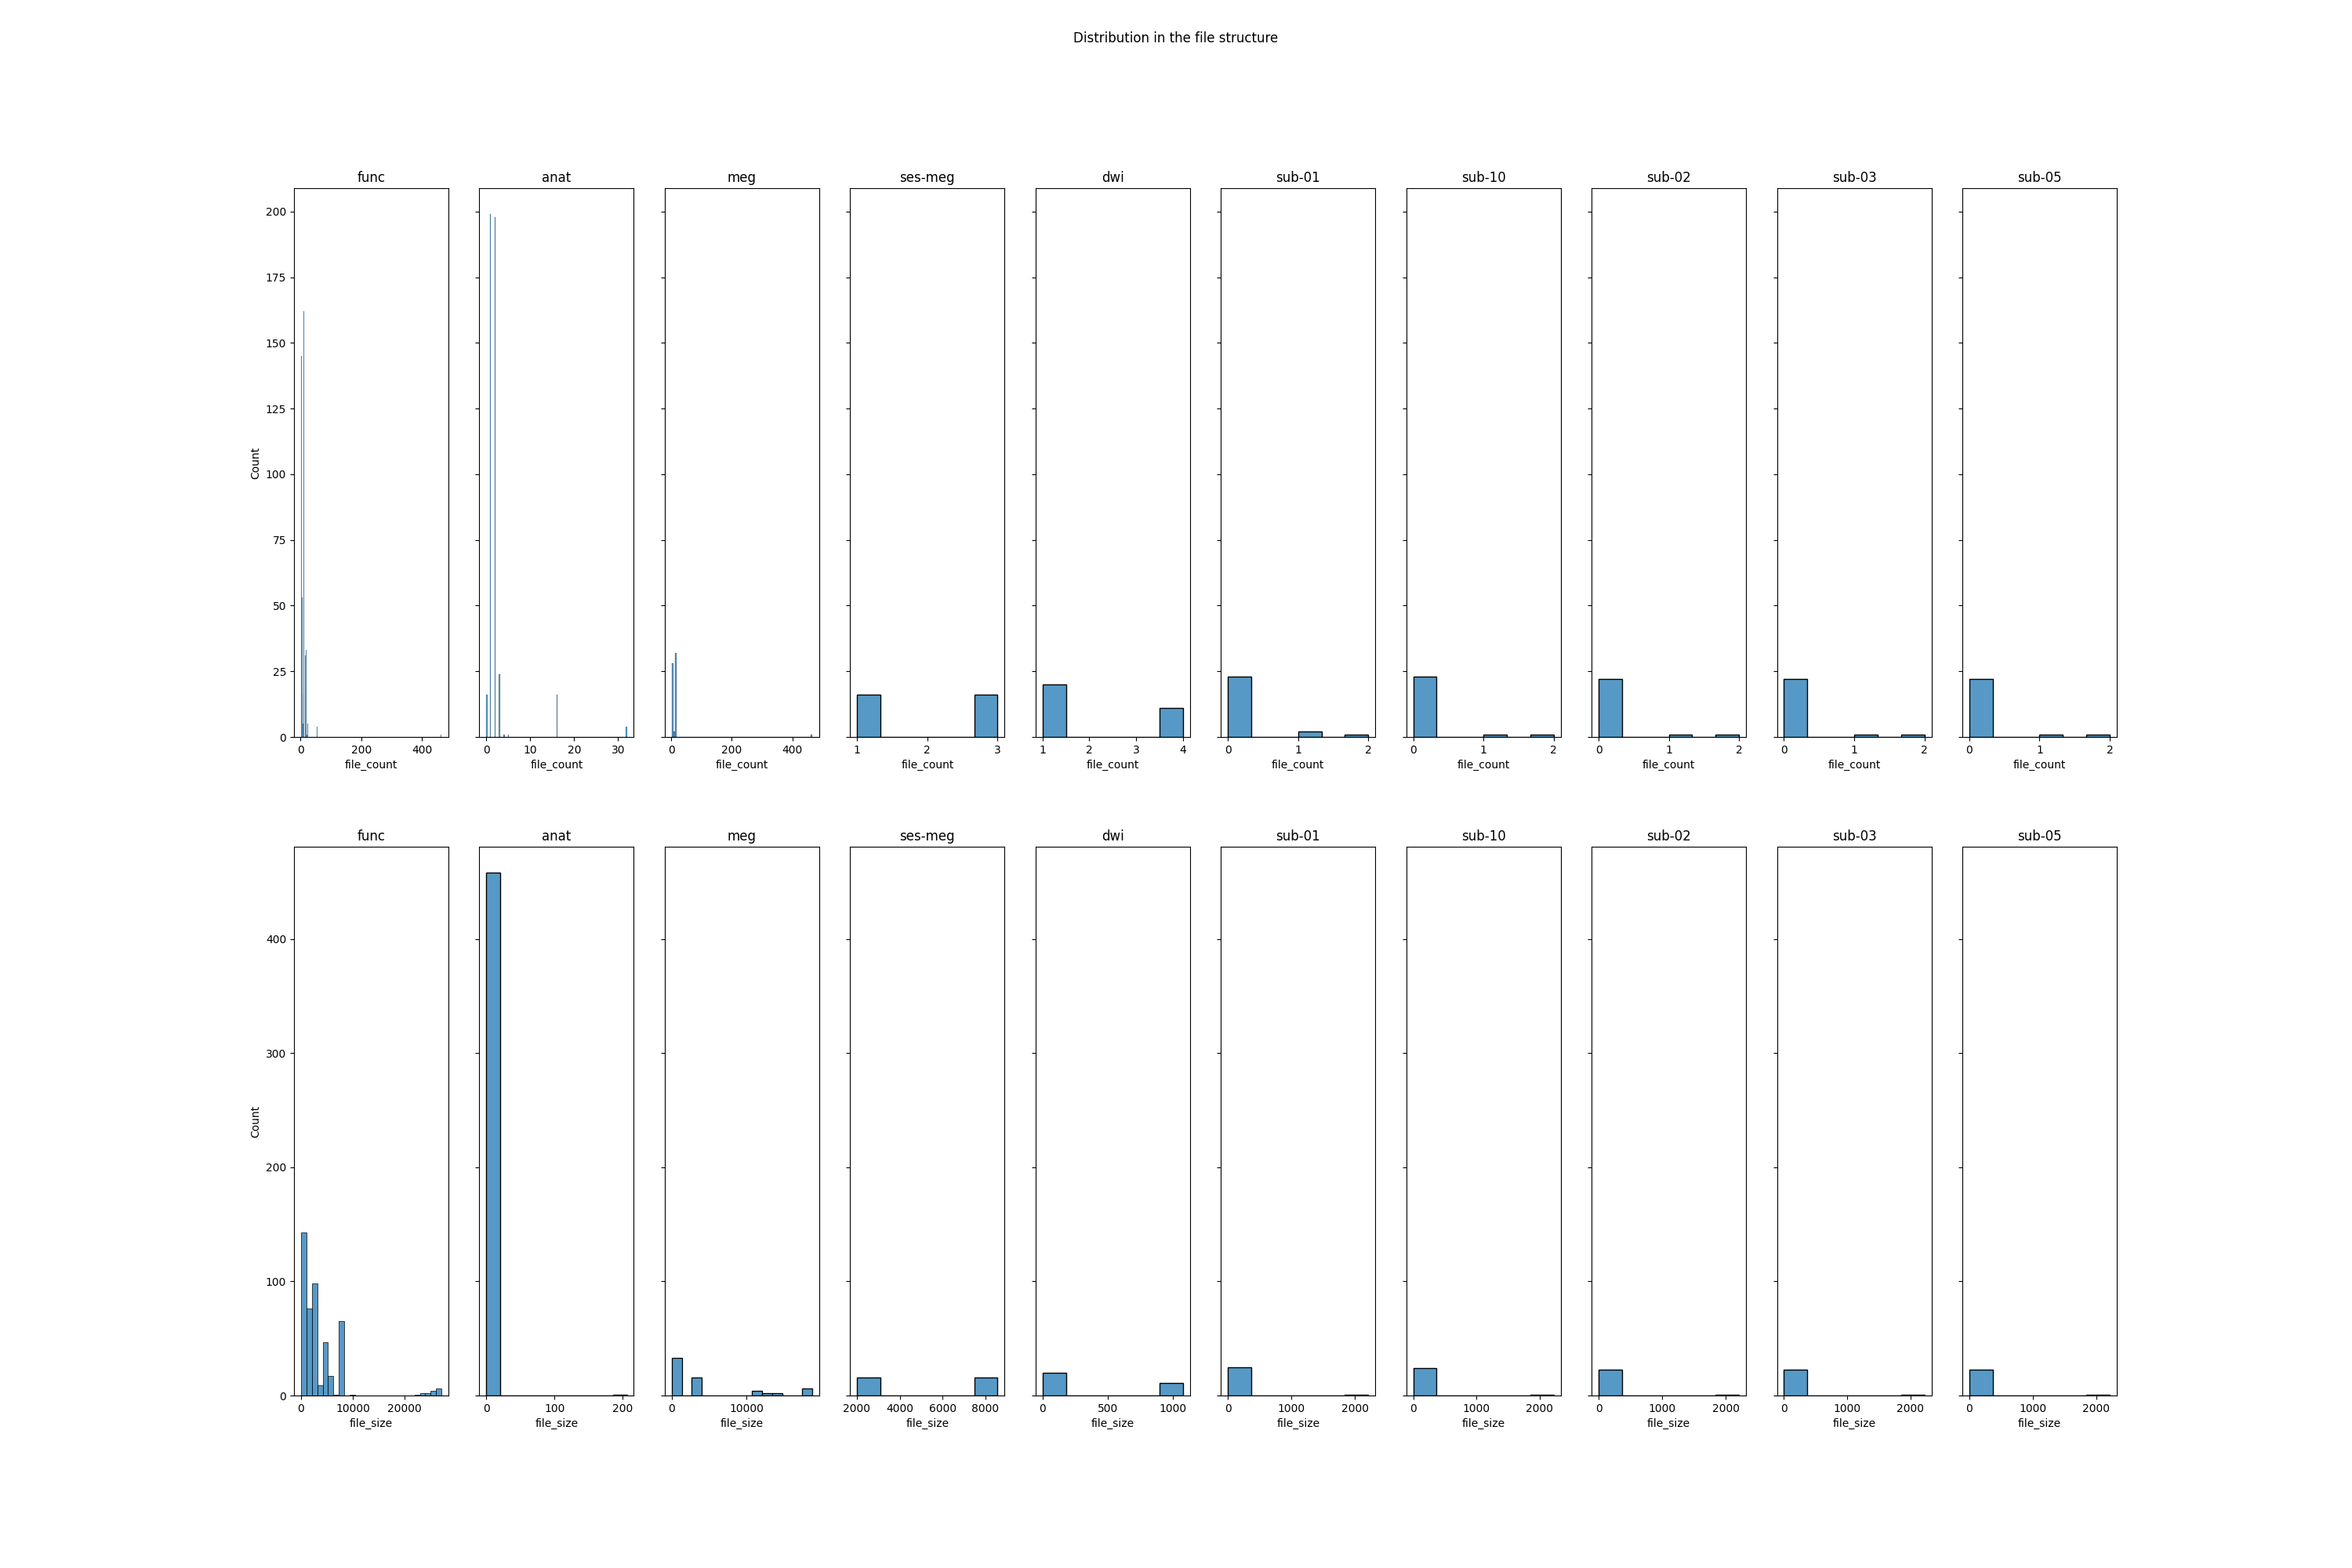 Distribution in the file structure
func anat meg ses-meg dwi sub-01 sub-10 sub-02 sub-03 sub-05
200
175
150
125
100
75
50
25
0
Count
0 200 400 0 10 20 30 0 200 400 1 2 3 1 2 3 4 0 1 2 0 1 2 0 1 2 0 1 2 0 1 2
file_count file_count file_count file_count file_count file_count file_count file_count file_count file_count
func anat meg ses-meg dwi sub-01 sub-10 sub-02 sub-03 sub-05
400
300
200
100
0
Count
0 10000 20000 0 100 200 0 10000 2000 4000 6000 8000 0 500 1000 0 1000 2000 0 1000 2000 0 1000 2000 0 1000 2000 0 1000 2000
file_size file_size file_size file_size file_size file_size file_size file_size file_size file_size